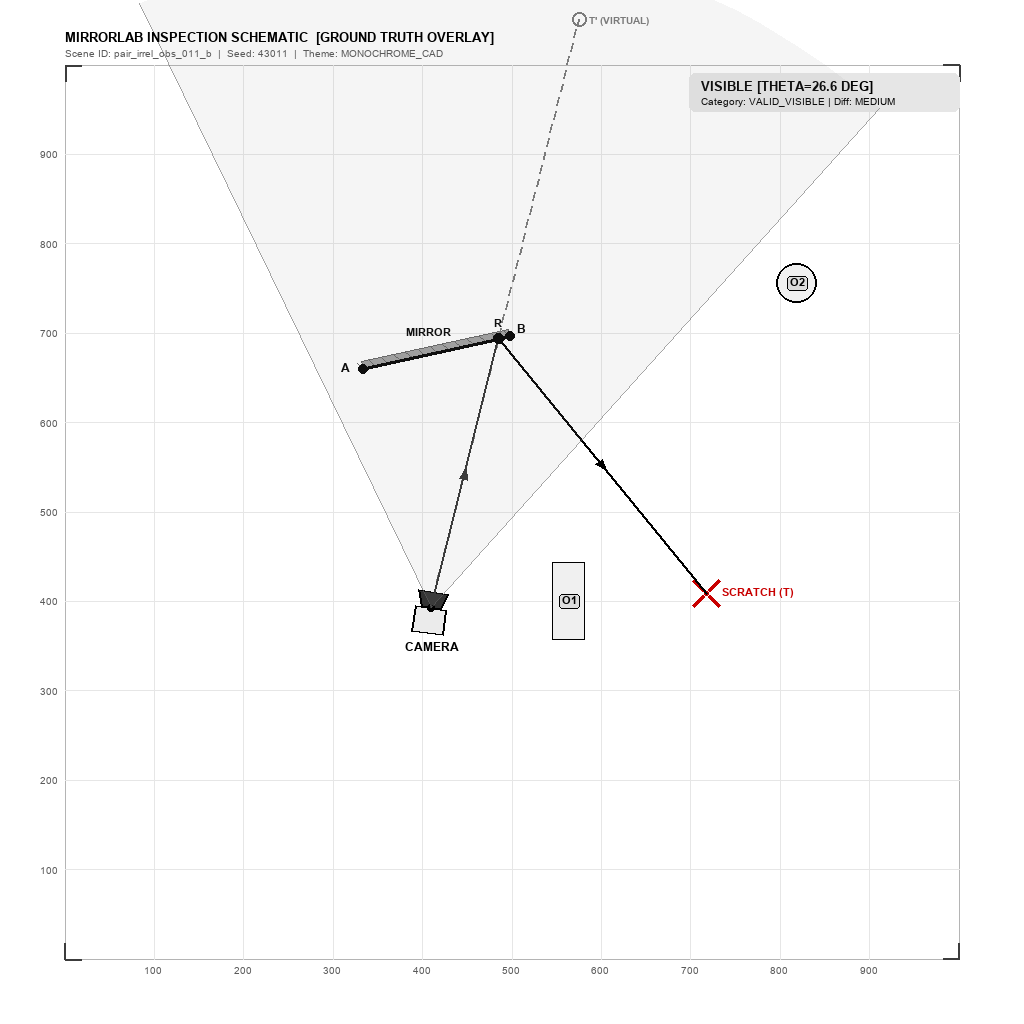 T' (VIRTUAL)
MIRRORLAB INSPECTION SCHEMATIC [GROUND TRUTH OVERLAY]
Scene ID: pair_irrel_obs_011_b | Seed: 43011 | Theme: MONOCHROME_CAD
VISIBLE [THETA=26.6 DEG]
Category: VALID_VISIBLE | Diff: MEDIUM
900
800
O2
700
MIRROR
R
B
A
600
500
400
O1
SCRATCH (T)
CAMERA
300
200
100
100 200 300 400 500 600 700 800 900